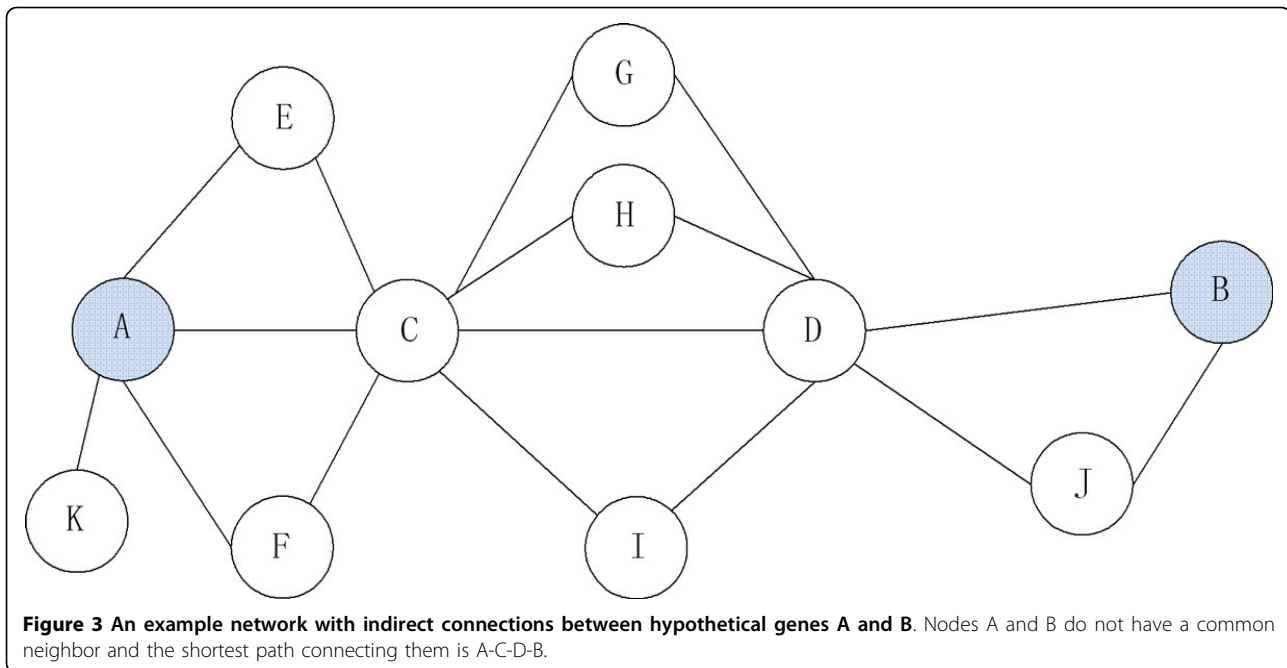 G
E
H
B
A
C
D
J
K
F
I
Figure 3 An example network with indirect connections between hypothetical genes A and B. Nodes A and B do not have a common
neighbor and the shortest path connecting them is A-C-D-B.